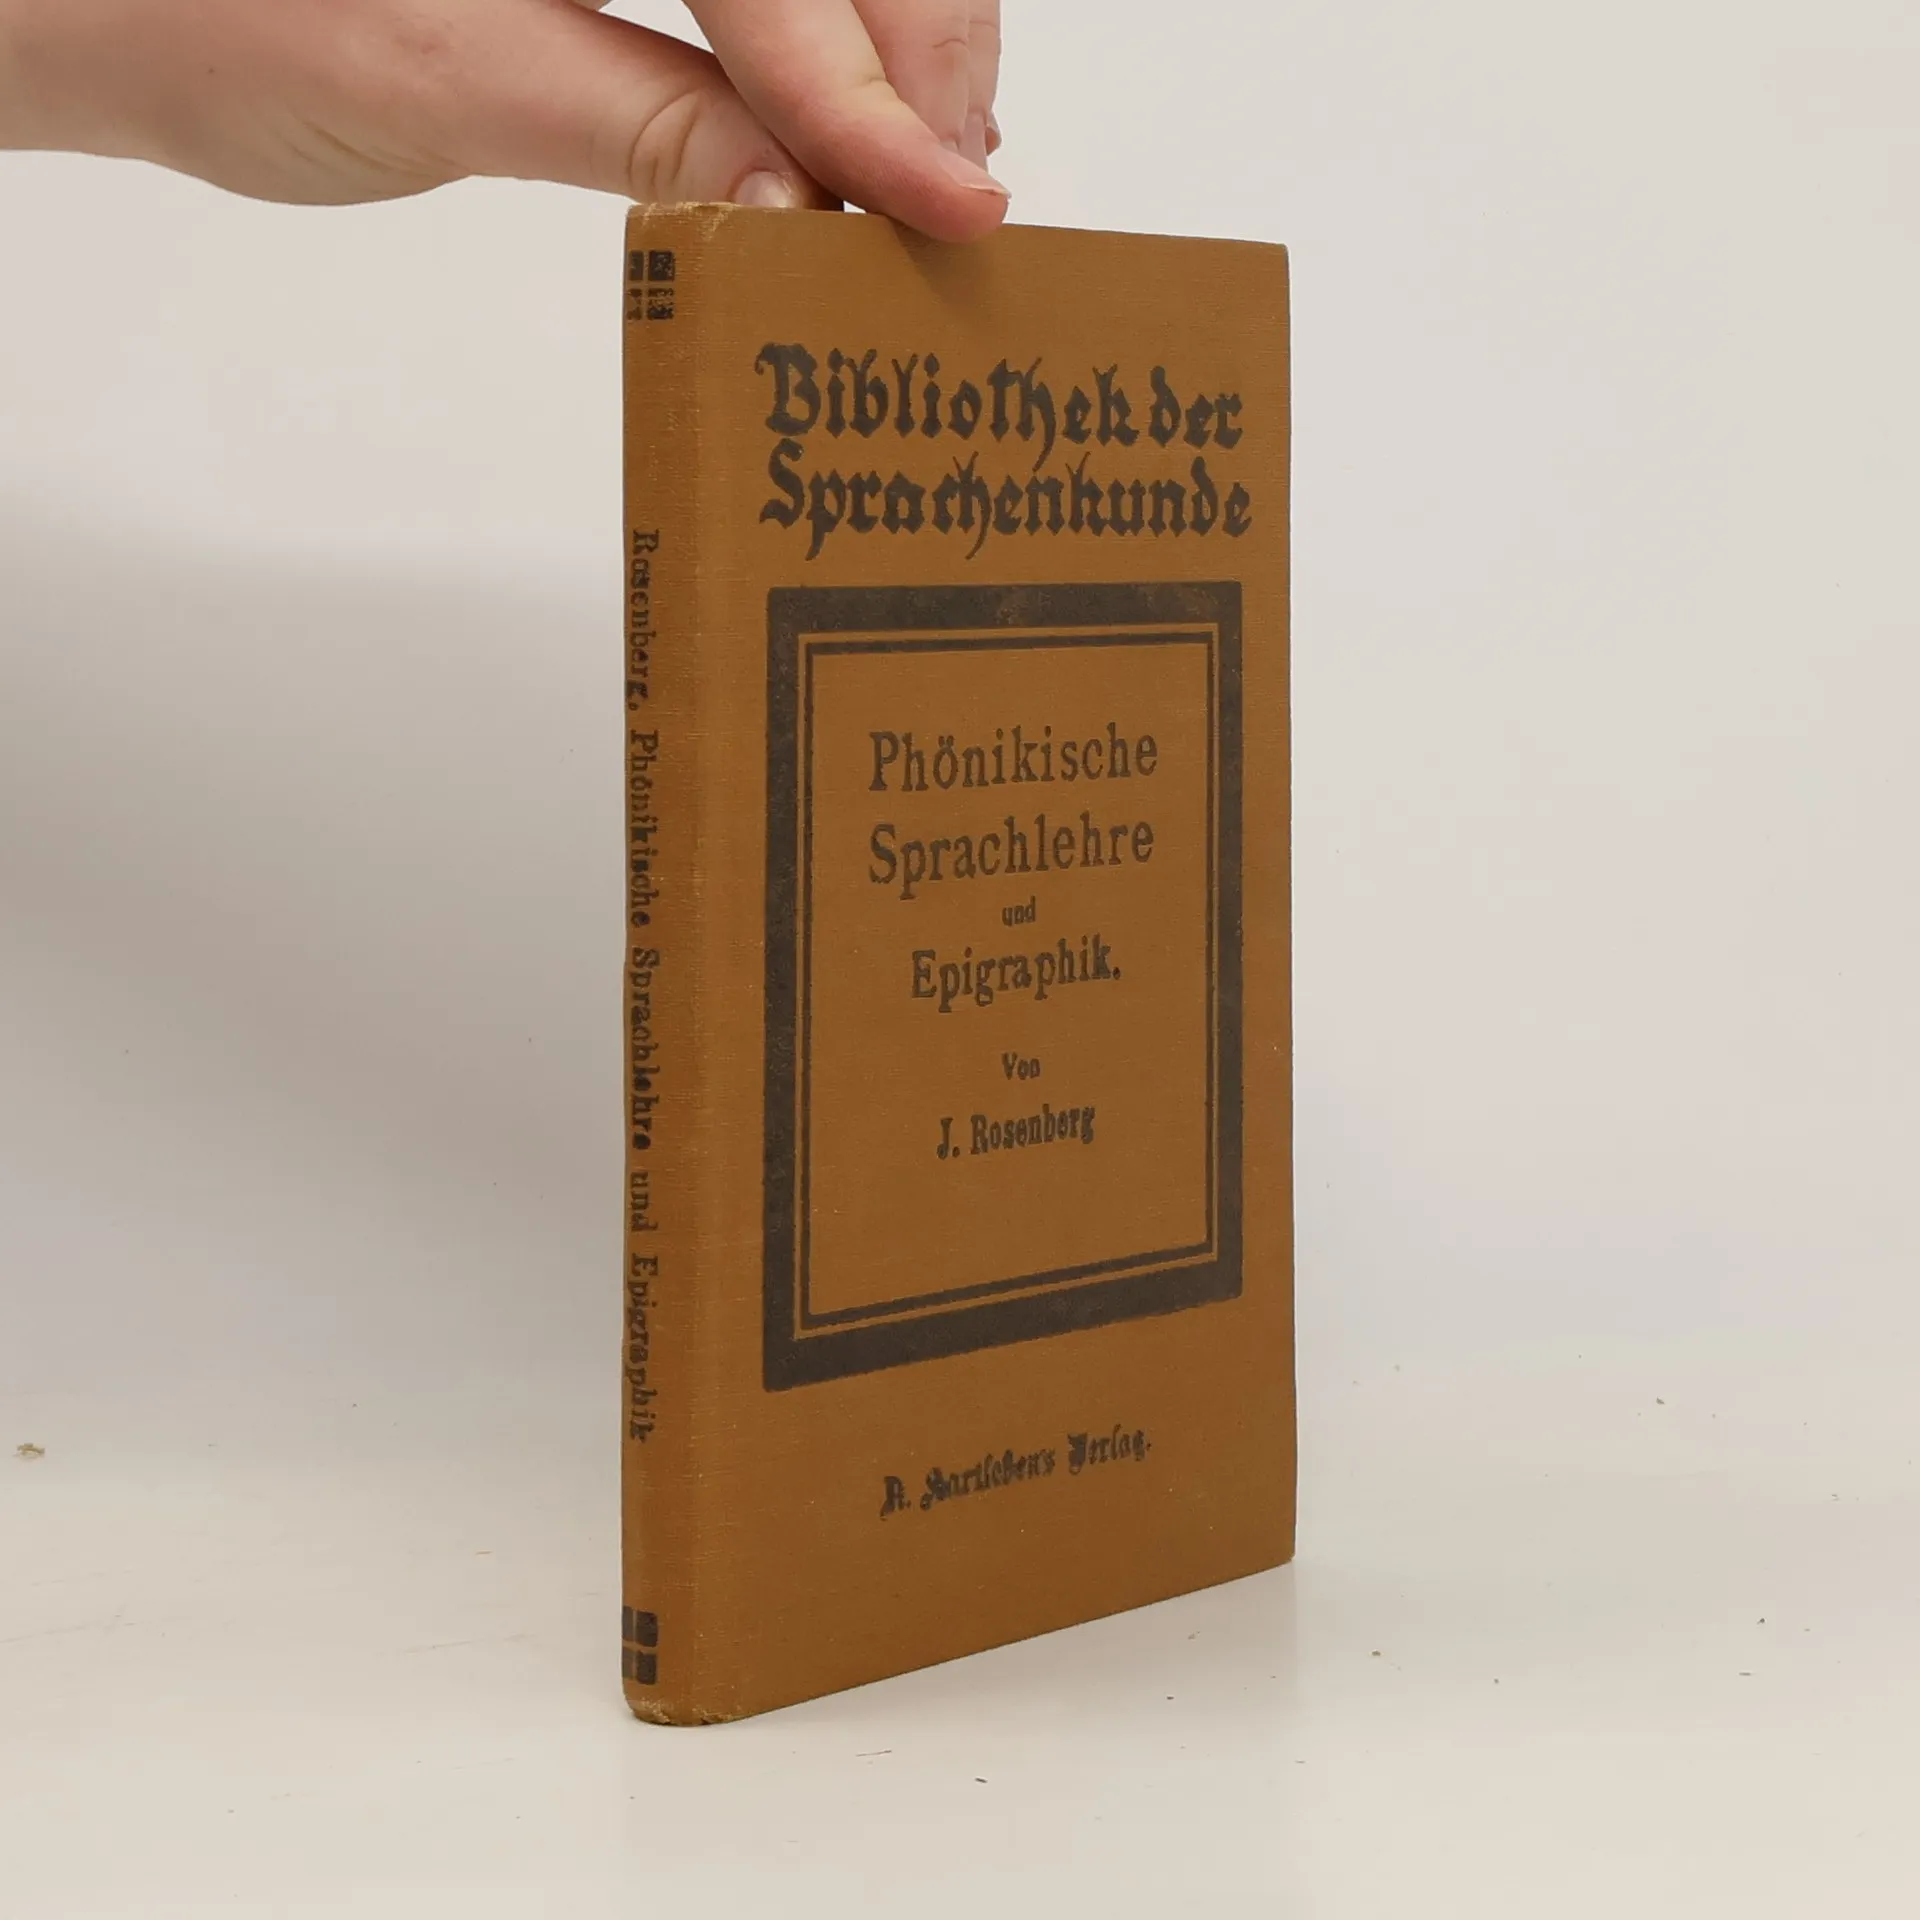 Rosenberg, Phönikische Sprachlehre und Epigraphik
Bibliothek der
Sprachenkunde
Phönikische
Sprachlehre
und
Epigraphik.
Von
J. Rosenberg
A. Hartleben's Verlag.